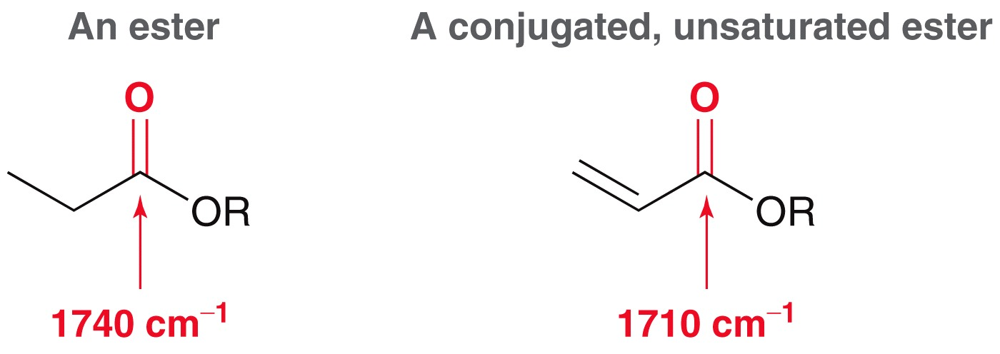 An ester
A conjugated, unsaturated ester
O
O
OR
OR
1740 cm⁻¹
1710 cm⁻¹